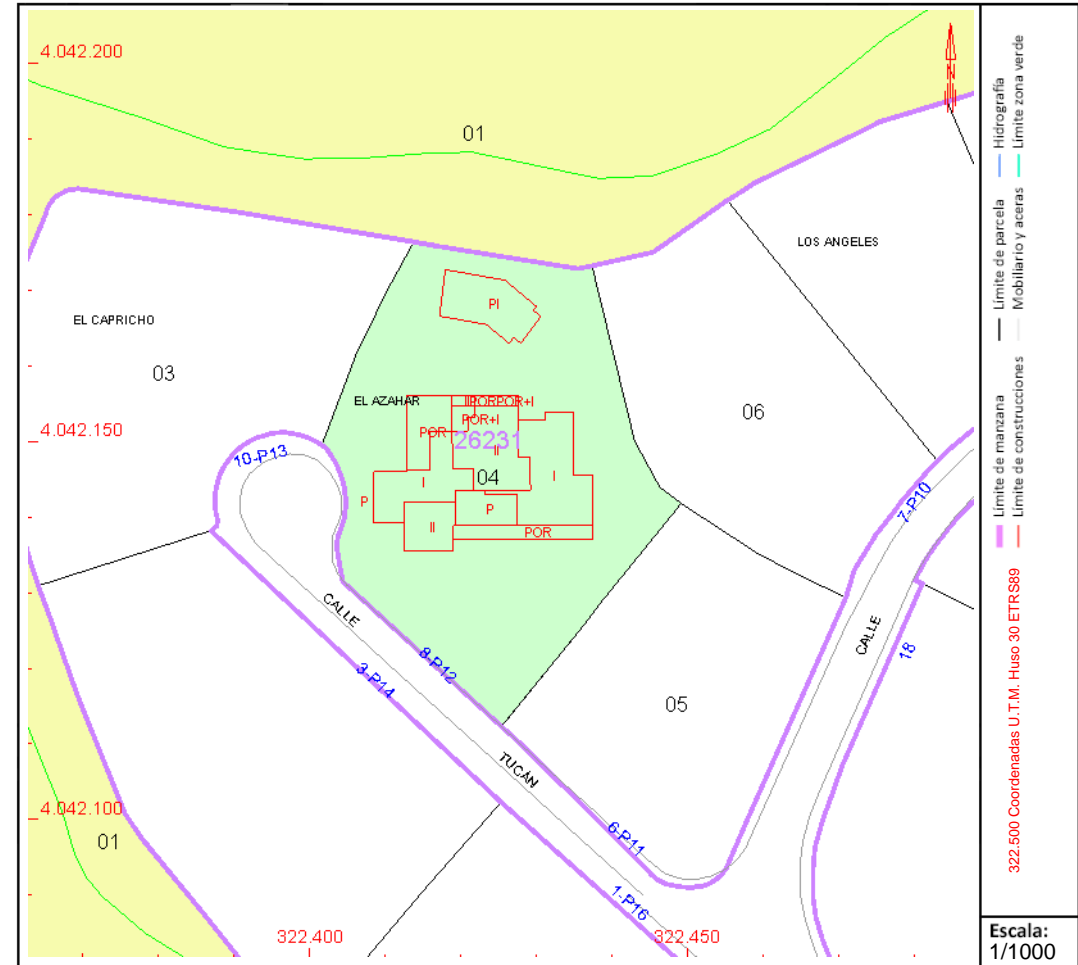 4.042.200
01
LOS ANGELES
EL CAPRICHO
03
PI
EL AZAHAR
06
POR+I
POR+I
POR
4.042.150
26231
II
10-P13
04
I
I
P
P
II
POR
7-P10
CALLE
CALLE
18
8-P12
3-P14
05
TUCÁN
4.042.100
01
6-P11
1-P16
322.400
322.450
N
Hidrografía
Límite zona verde
Límite de parcela
Mobiliario y aceras
Límite de manzana
Límite de construcciones
322.500 Coordenadas U.T.M. Huso 30 ETRS89
Escala:
1/1000